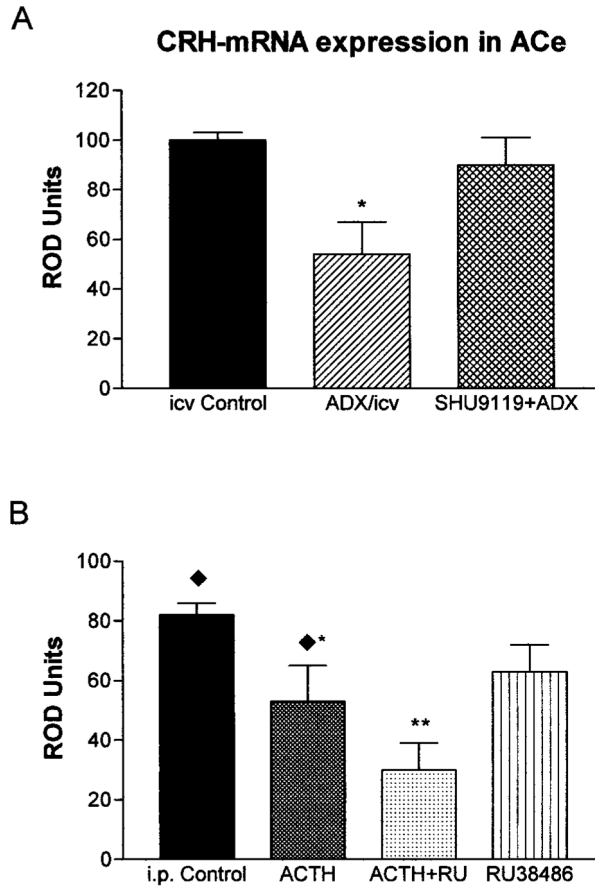 A
CRH-mRNA expression in ACe
120
100
80
60
40
20
0
ROD Units
*
icv Control
ADX/icv
SHU9119+ADX
B
100
80
60
40
20
0
ROD Units
◆
◆*
**
i.p. Control
ACTH
ACTH+RU
RU38486